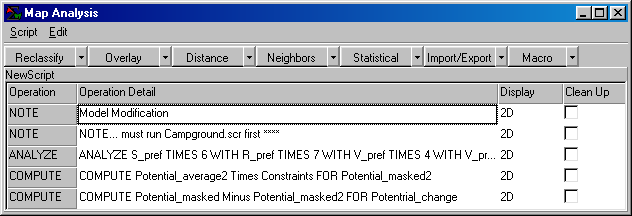 Map Analysis
Script Edit
Reclassify Overlay Distance Neighbors Statistical Import/Export Macro
NewScript
Operation Operation Detail Display Clean Up
NOTE Model Modification 2D
NOTE NOTE... must run Campground.scr first **** 2D
ANALYZE ANALYZE S_pref TIMES 6 WITH R_pref TIMES 7 WITH V_pref TIMES 4 WITH V_pr... 2D
COMPUTE COMPUTE Potential_average2 Times Constraints FOR Potential_masked2 2D
COMPUTE COMPUTE Potential_masked Minus Potential_masked2 FOR Potentrial_change 2D